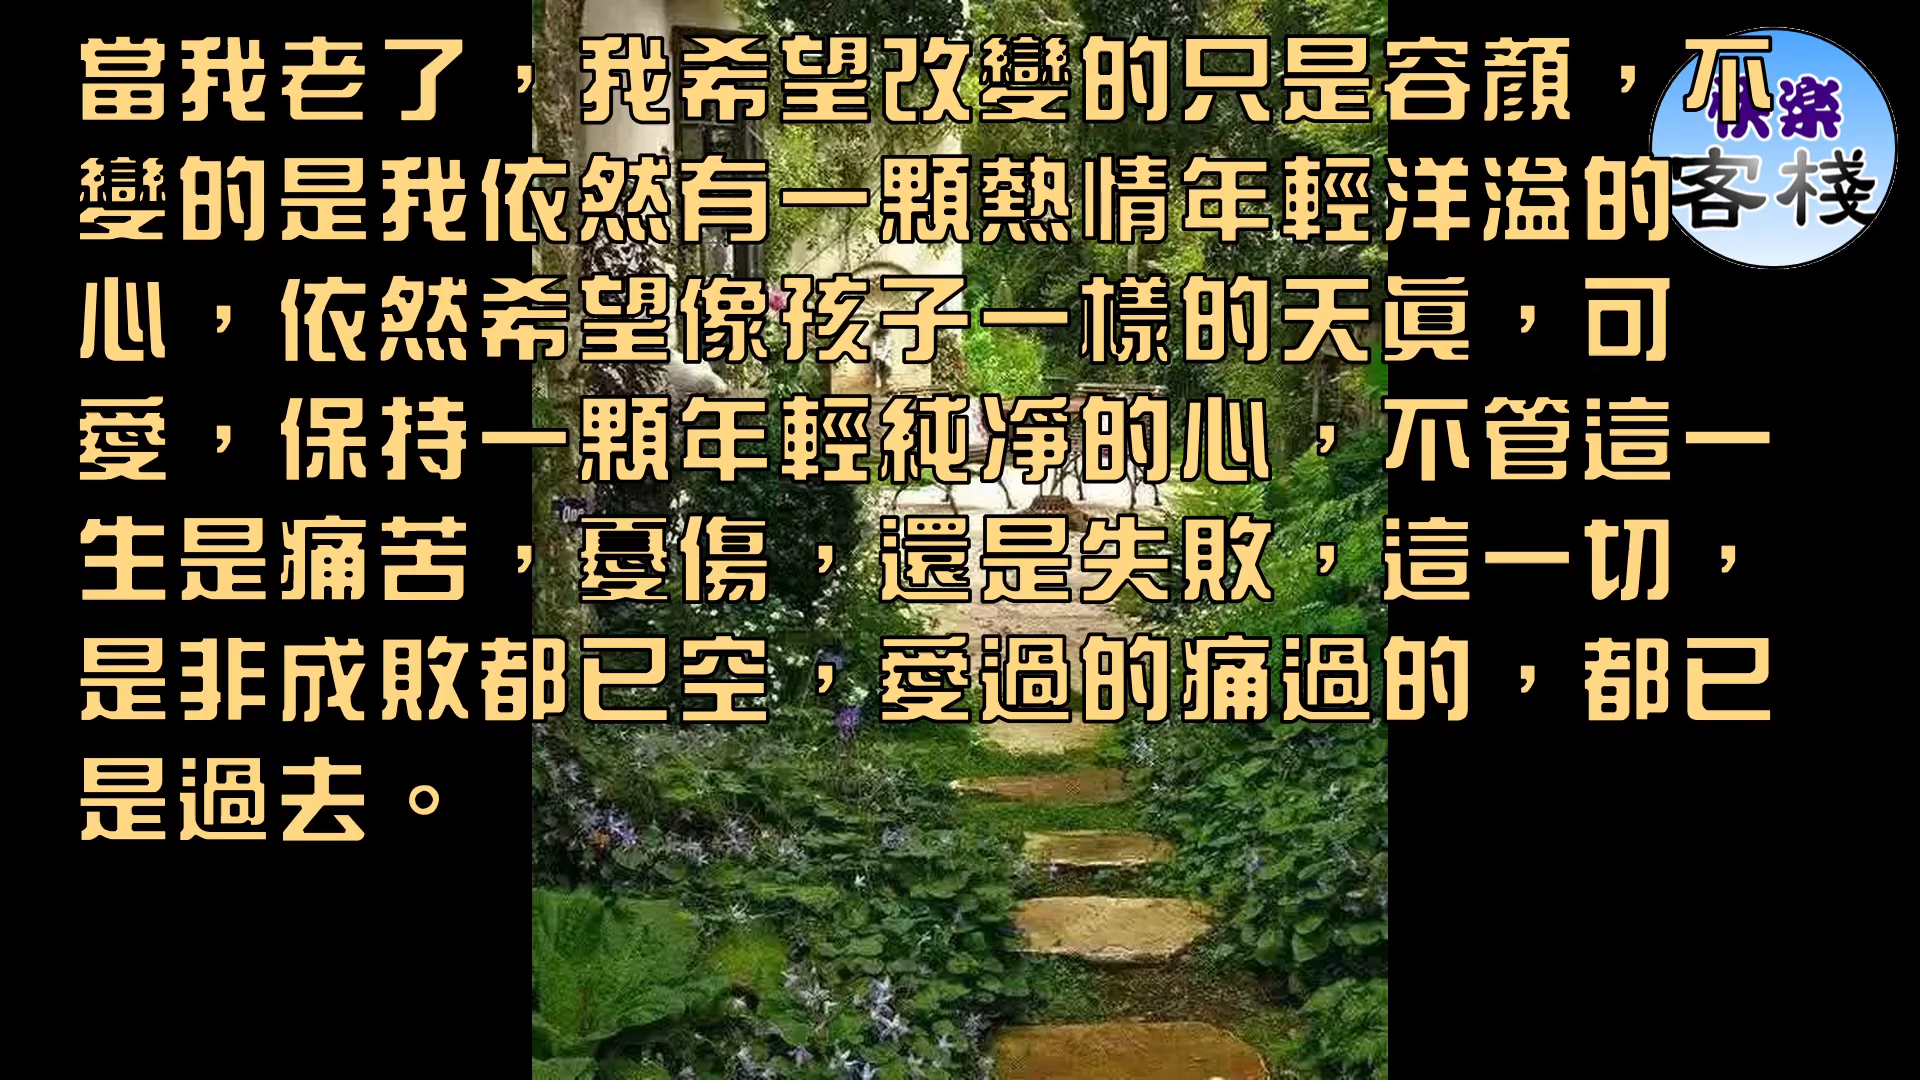 當我老了，我希望改變的只是容顏，不
變的是我依然有一顆熱情年輕洋溢的
心，依然希望像孩子一樣的天真，可
愛，保持一顆年輕純淨的心，不管這一
生是痛苦，憂傷，還是失敗，這一切，
是非成敗都已空，愛過的痛過的，都已
是過去。
快樂
客棧